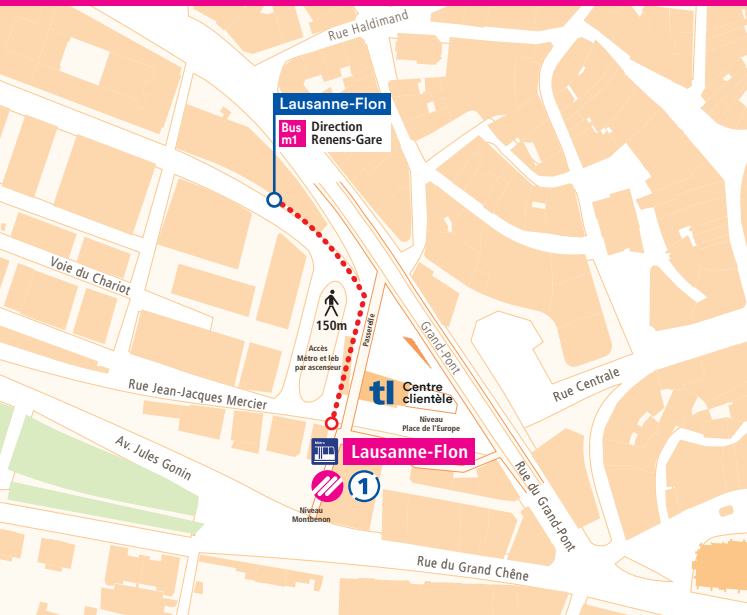 Rue Haldimand
Lausanne-Flon
Bus
m1
Direction
Renens-Gare
Voie du Chariot
150m
Passerelle
Grand-Pont
Accès
Métro et leb
par ascenseur
Rue Centrale
tl Centre
clientèle
Rue Jean-Jacques Mercier
Niveau
Place de l'Europe
Av. Jules Gonin
Métro
Lausanne-Flon
1
Rue du Grand-Pont
Niveau
Montbenon
Rue du Grand Chêne